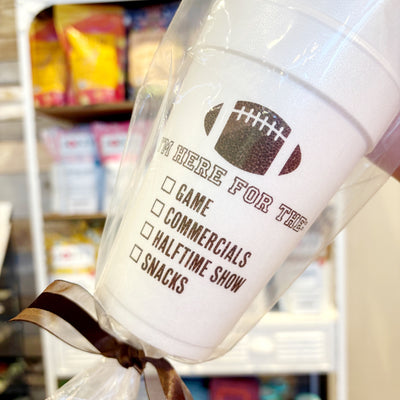 I'M HERE FOR THE:
GAME
COMMERCIALS
HALFTIME SHOW
SNACKS